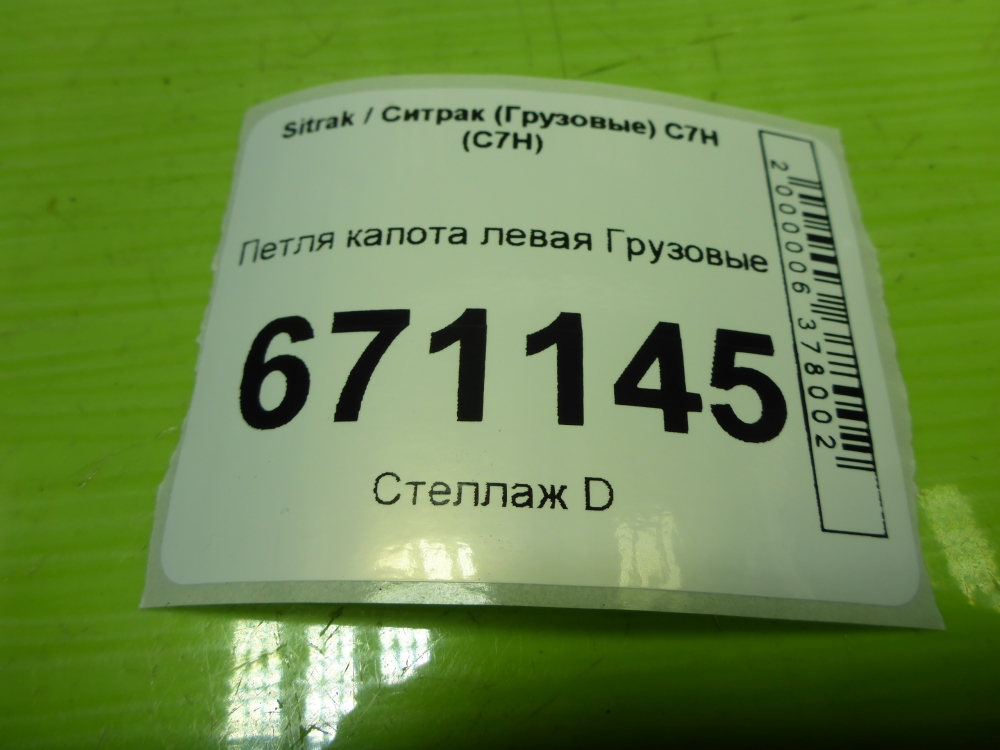 Sitrak / Ситрак (Грузовые) C7H
(C7H)
Петля капота левая Грузовые
671145
Стеллаж D
2000006378002